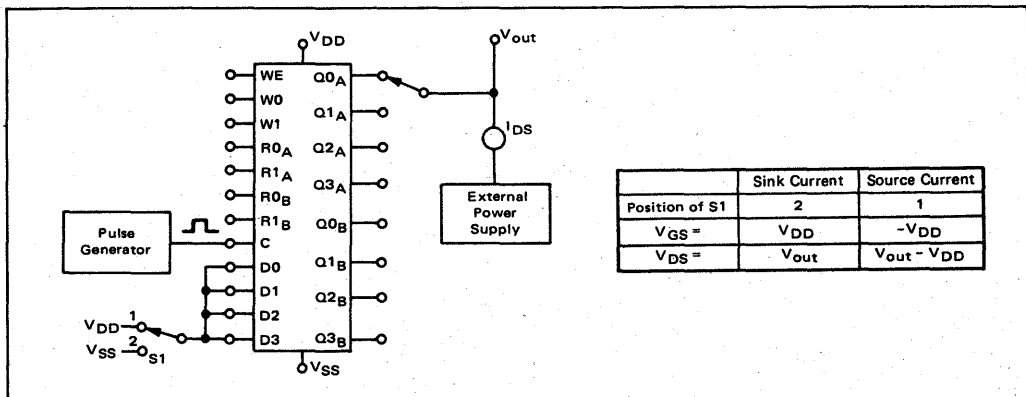 VDD
Vout
WE
W0
W1
R0A
R1A
R0B
R1B
C
D0
D1
D2
D3
Q0A
Q1A
Q2A
Q3A
Q0B
Q1B
Q2B
Q3B
IDS
External
Power
Supply
Pulse
Generator
VDD 1
VSS 2 S1
VSS
Sink Current Source Current
Position of S1 2 1
VGS = VDD -VDD
VDS = Vout Vout - VDD